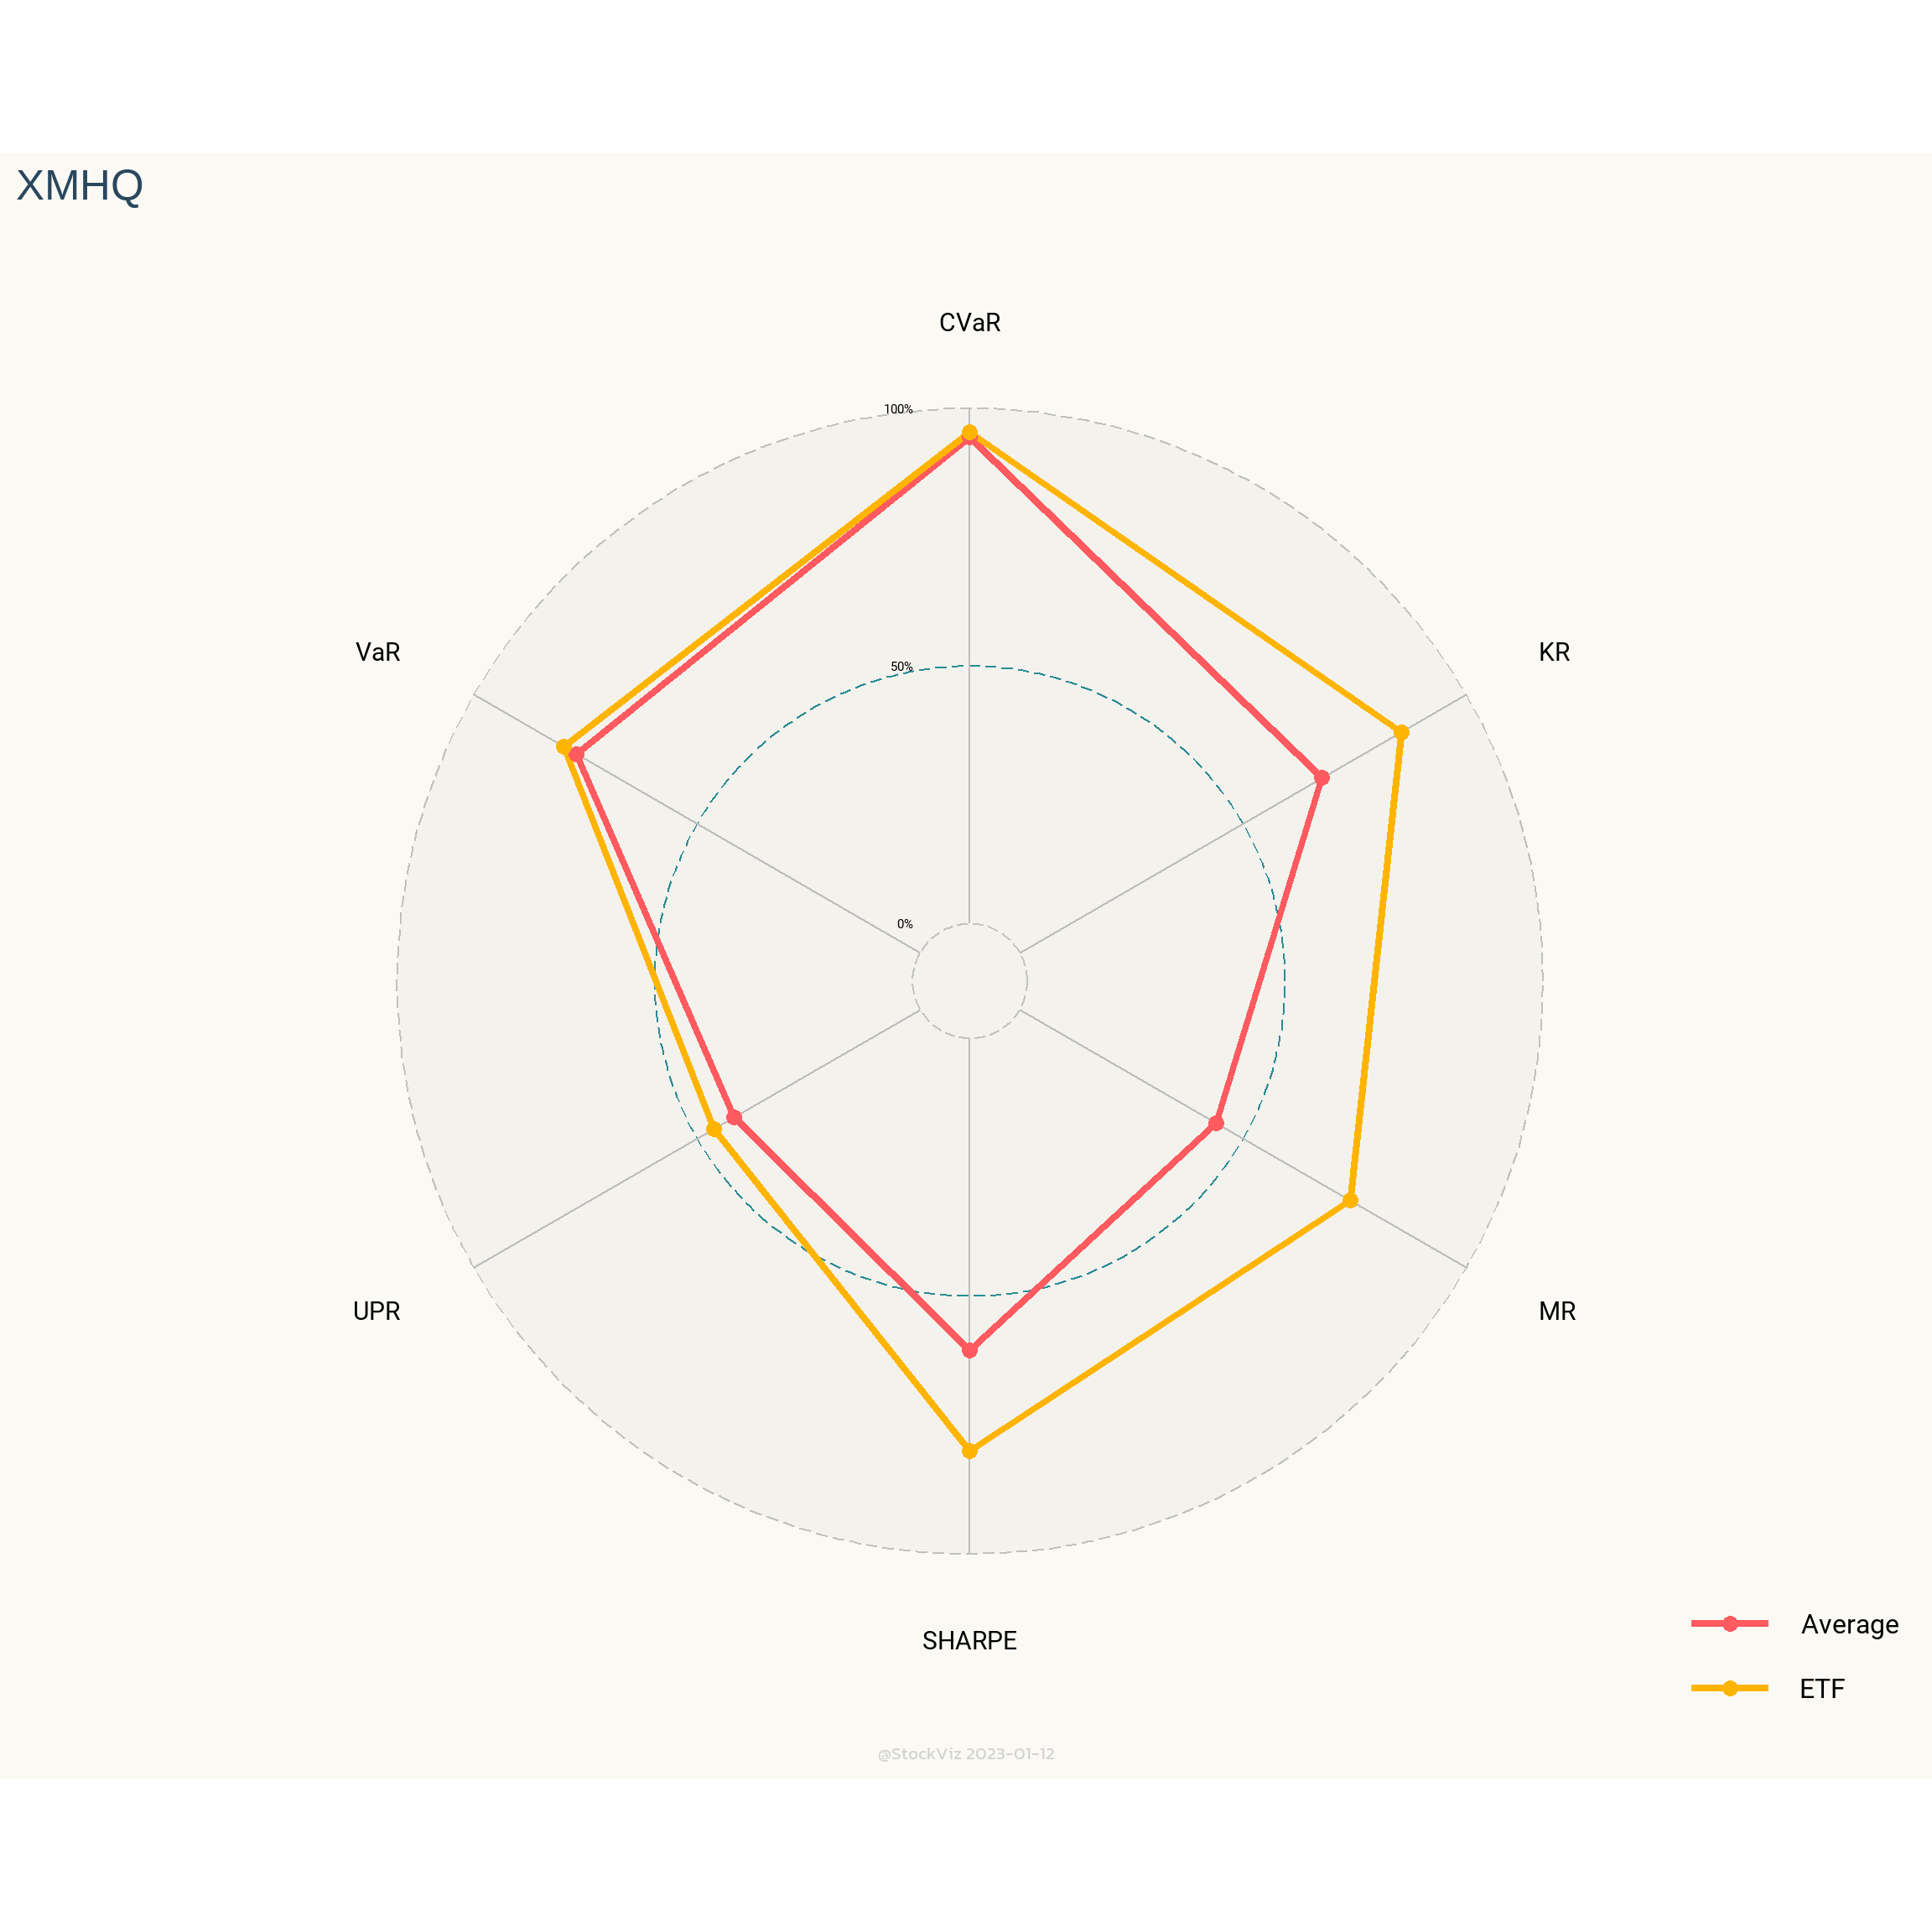 XMHQ
CVaR
100%
VaR
KR
50%
0%
UPR
MR
SHARPE
Average
ETF
@StockViz 2023-01-12